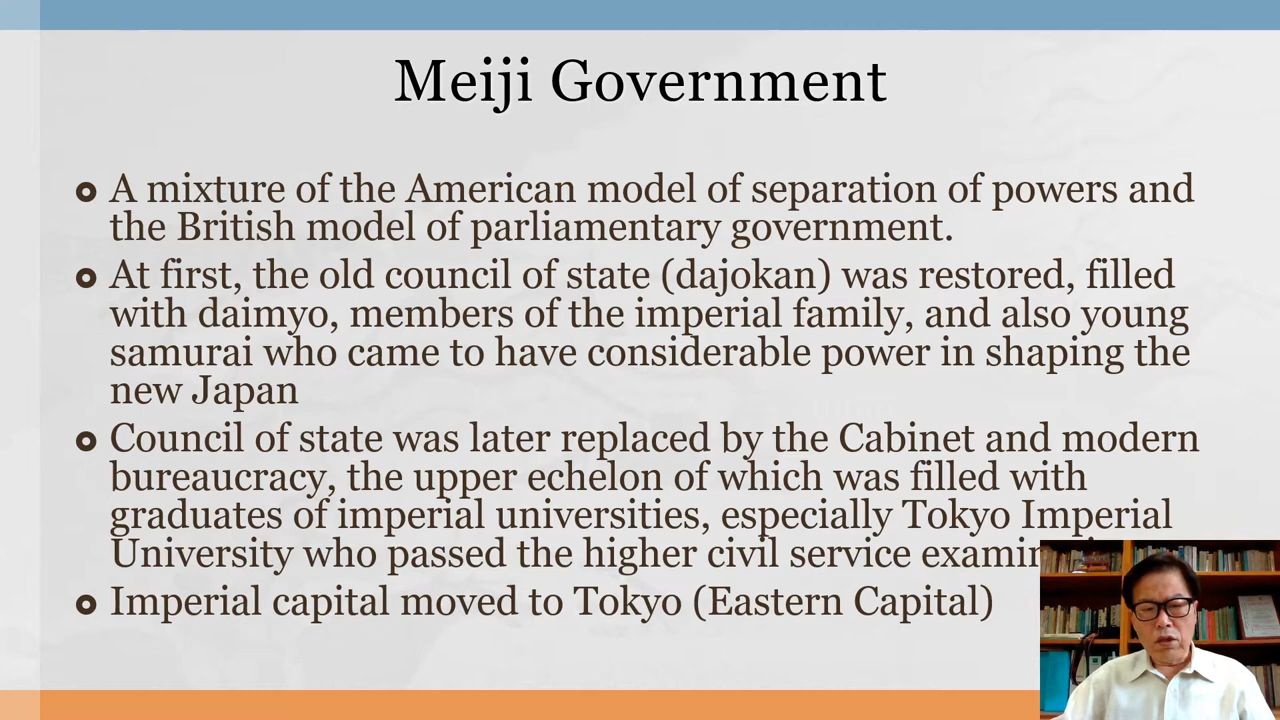 Meiji Government
A mixture of the American model of separation of powers and
the British model of parliamentary government.
At first, the old council of state (dajokan) was restored, filled
with daimyo, members of the imperial family, and also young
samurai who came to have considerable power in shaping the
new Japan
Council of state was later replaced by the Cabinet and modern
bureaucracy, the upper echelon of which was filled with
graduates of imperial universities, especially Tokyo Imperial
University who passed the higher civil service
Imperial capital moved to Tokyo (Eastern Capital)